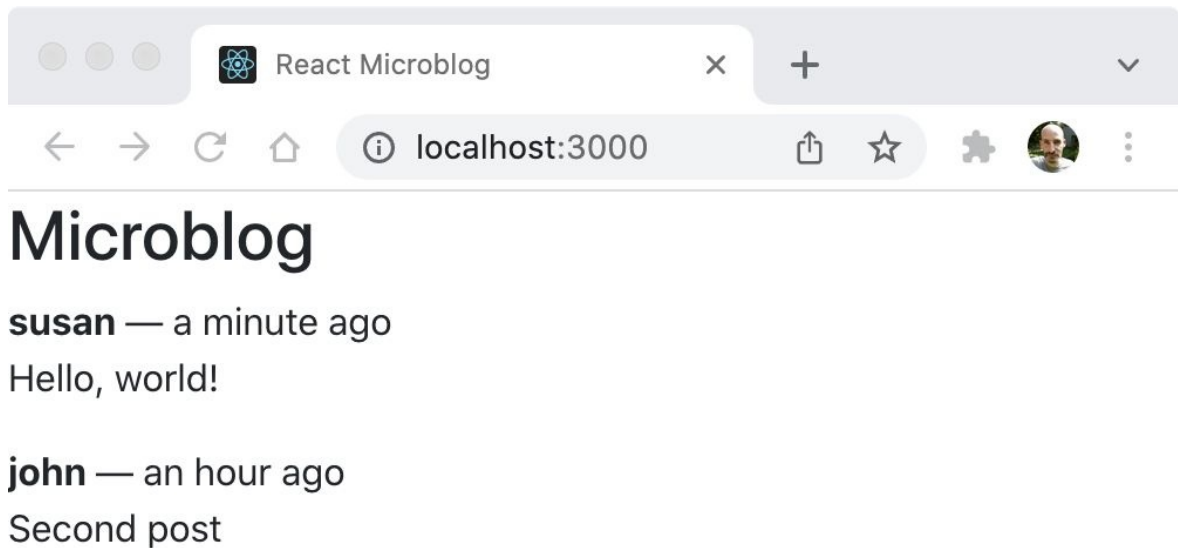 React Microblog
localhost:3000
Microblog
susan — a minute ago
Hello, world!
john — an hour ago
Second post